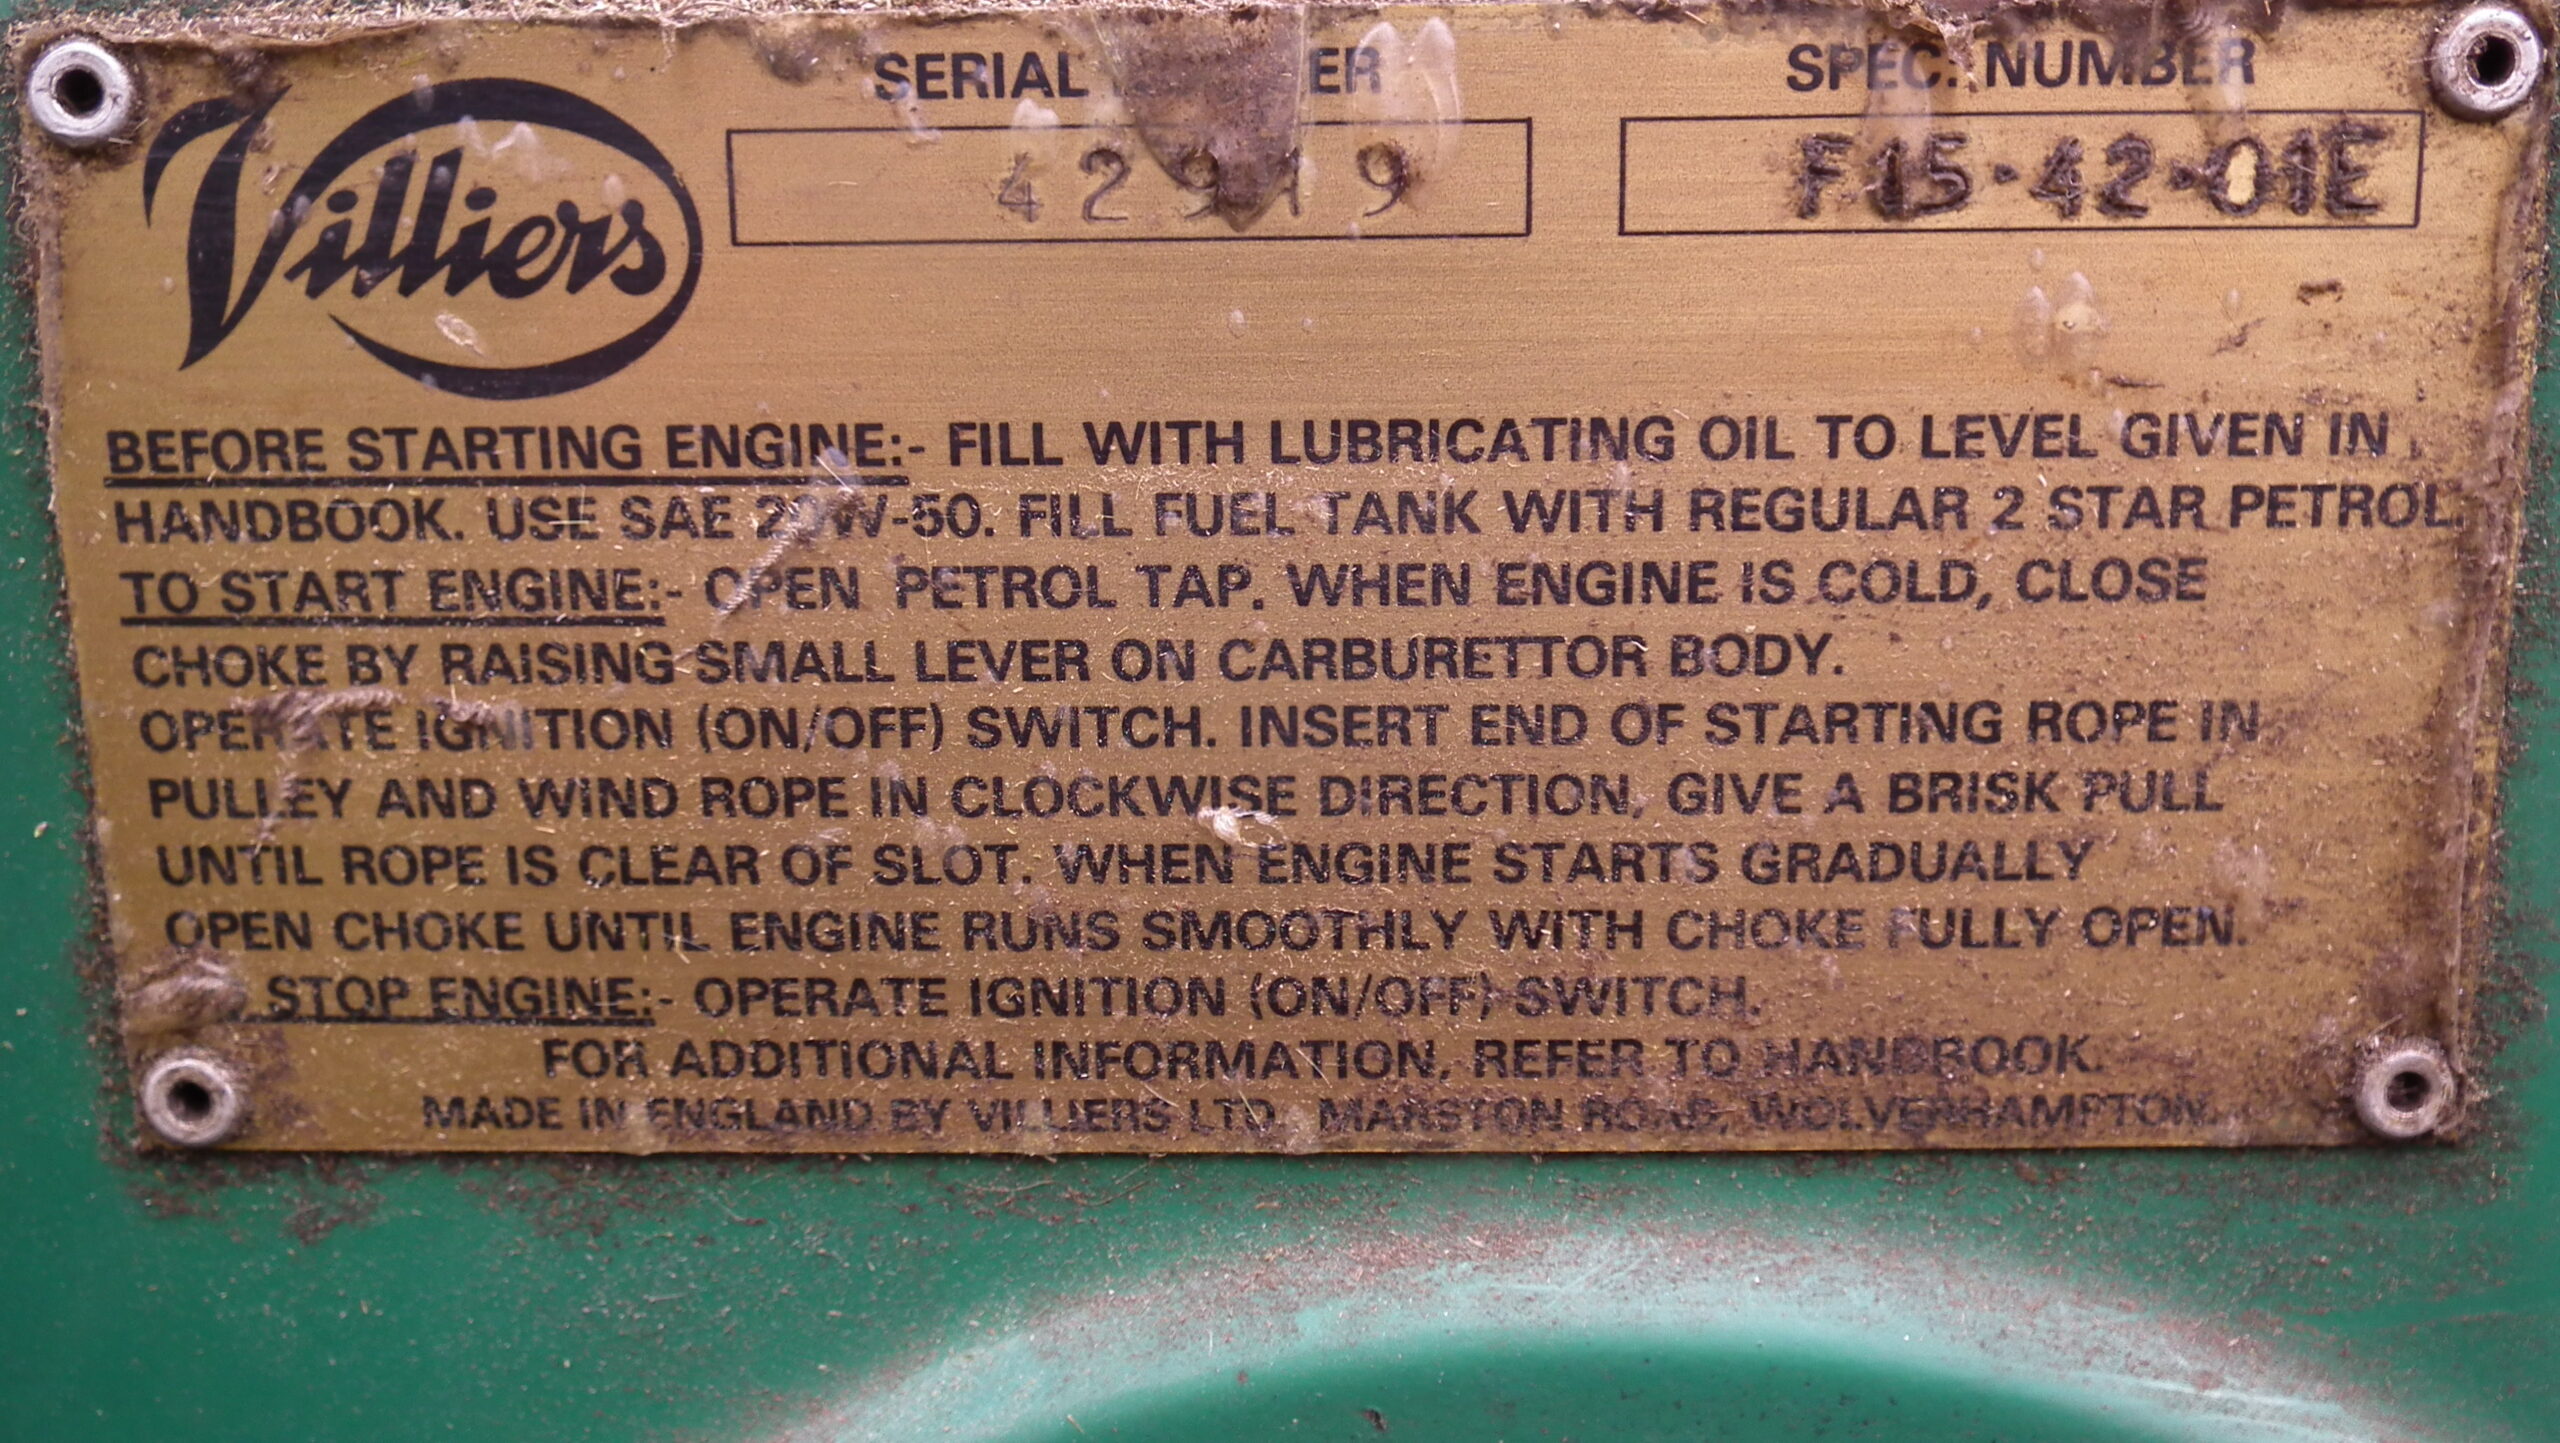 Villiers
SERIAL
SPEC. NUMBER
F15·42·01E
BEFORE STARTING ENGINE:- FILL WITH LUBRICATING OIL TO LEVEL GIVEN IN
HANDBOOK. USE SAE 20W-50. FILL FUEL TANK WITH REGULAR 2 STAR PETROL.
TO START ENGINE:- OPEN PETROL TAP. WHEN ENGINE IS COLD, CLOSE
CHOKE BY RAISING SMALL LEVER ON CARBURETTOR BODY.
OPERATE IGNITION (ON/OFF) SWITCH. INSERT END OF STARTING ROPE IN
PULLEY AND WIND ROPE IN CLOCKWISE DIRECTION, GIVE A BRISK PULL
UNTIL ROPE IS CLEAR OF SLOT. WHEN ENGINE STARTS GRADUALLY
OPEN CHOKE UNTIL ENGINE RUNS SMOOTHLY WITH CHOKE FULLY OPEN.
STOP ENGINE:- OPERATE IGNITION (ON/OFF) SWITCH.
FOR ADDITIONAL INFORMATION, REFER TO HANDBOOK.
MADE IN ENGLAND BY VILLIERS LTD., MARSTON ROAD, WOLVERHAMPTON.